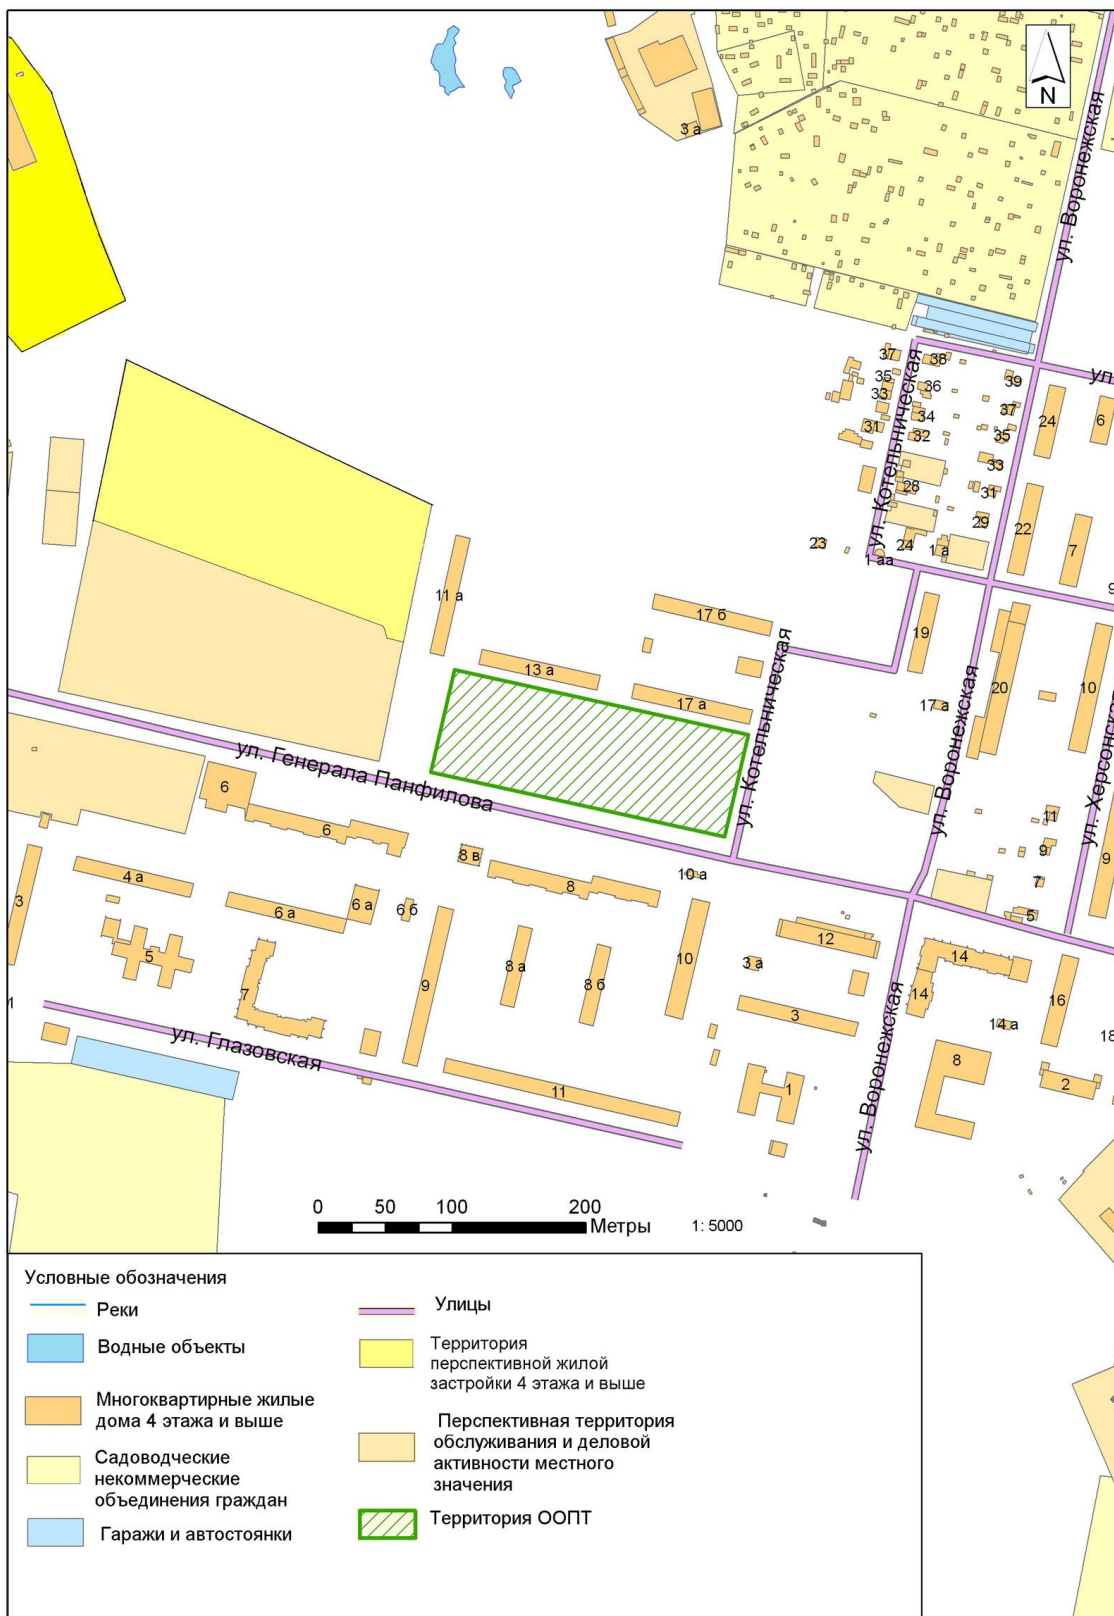 N
3 а
ул. Воронежская
37
38
35
33
36
39
34
37
24
6
31
32
35
ул. Котельническая
33
28
31
29
22
23
24
1 а
7
1 аа
9
ул.
11 а
17 б
19
13 а
17 а
20
10
17 а
ул. Котельническая
ул. Воронежская
ул. Херсонская
ул. Генерала Панфилова
6
6
8 в
11
9
9
4 а
8
10 а
7
3
6 а
6 а
6 б
5
12
5
9
8 а
8 б
10
3 а
14
7
14
16
3
14 а
18
ул. Глазовская
ул. Воронежская
11
1
8
2
0 50 100 200
Метры
1: 5000
Условные обозначения
Реки
Водные объекты
Многоквартирные жилые
дома 4 этажа и выше
Садоводческие
некоммерческие
объединения граждан
Гаражи и автостоянки
Улицы
Территория
перспективной жилой
застройки 4 этажа и выше
Перспективная территория
обслуживания и деловой
активности местного
значения
Территория ООПТ